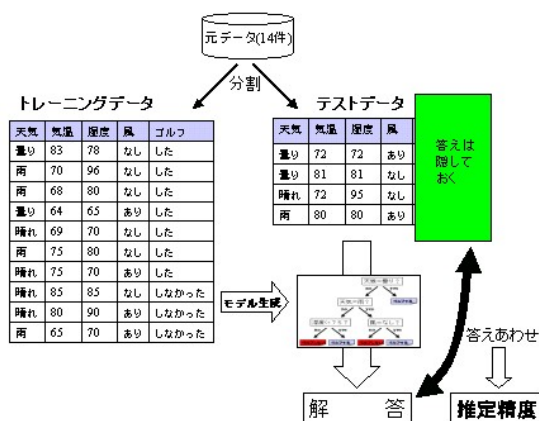 元データ(14件)
分割
トレーニングデータ
テストデータ
天気 気温 湿度 風 ゴルフ
曇り 83 78 なし した
雨 70 96 なし した
雨 68 80 なし した
曇り 64 65 あり した
晴れ 69 70 なし した
雨 75 80 なし した
晴れ 75 70 あり した
晴れ 85 85 なし しなかった
晴れ 80 90 あり しなかった
雨 65 70 あり しなかった
天気 気温 湿度 風
曇り 72 72 あり
曇り 81 81 なし
晴れ 72 95 なし
雨 80 80 あり
答えは
隠して
おく
モデル生成
天候=曇り?
答えあわせ
解 答
推定精度